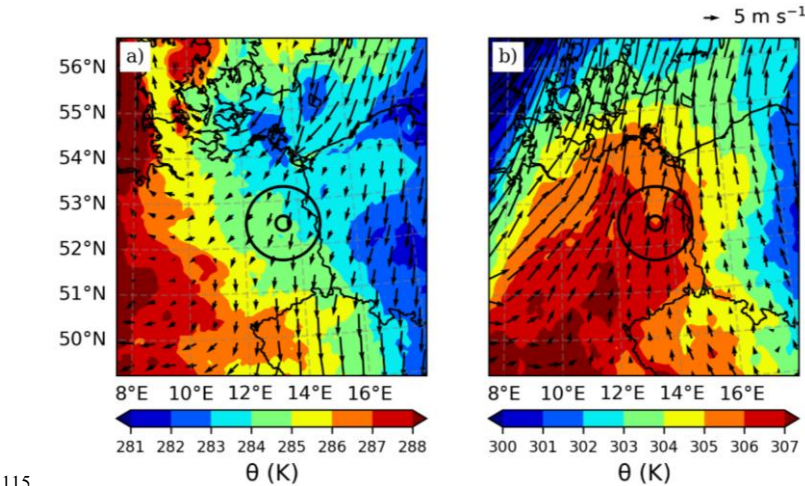 5 m s⁻¹
a)
b)
56°N
55°N
54°N
53°N
52°N
51°N
50°N
8°E 10°E 12°E 14°E 16°E
8°E 10°E 12°E 14°E 16°E
281 282 283 284 285 286 287 288
300 301 302 303 304 305 306 307
θ (K)
θ (K)
115